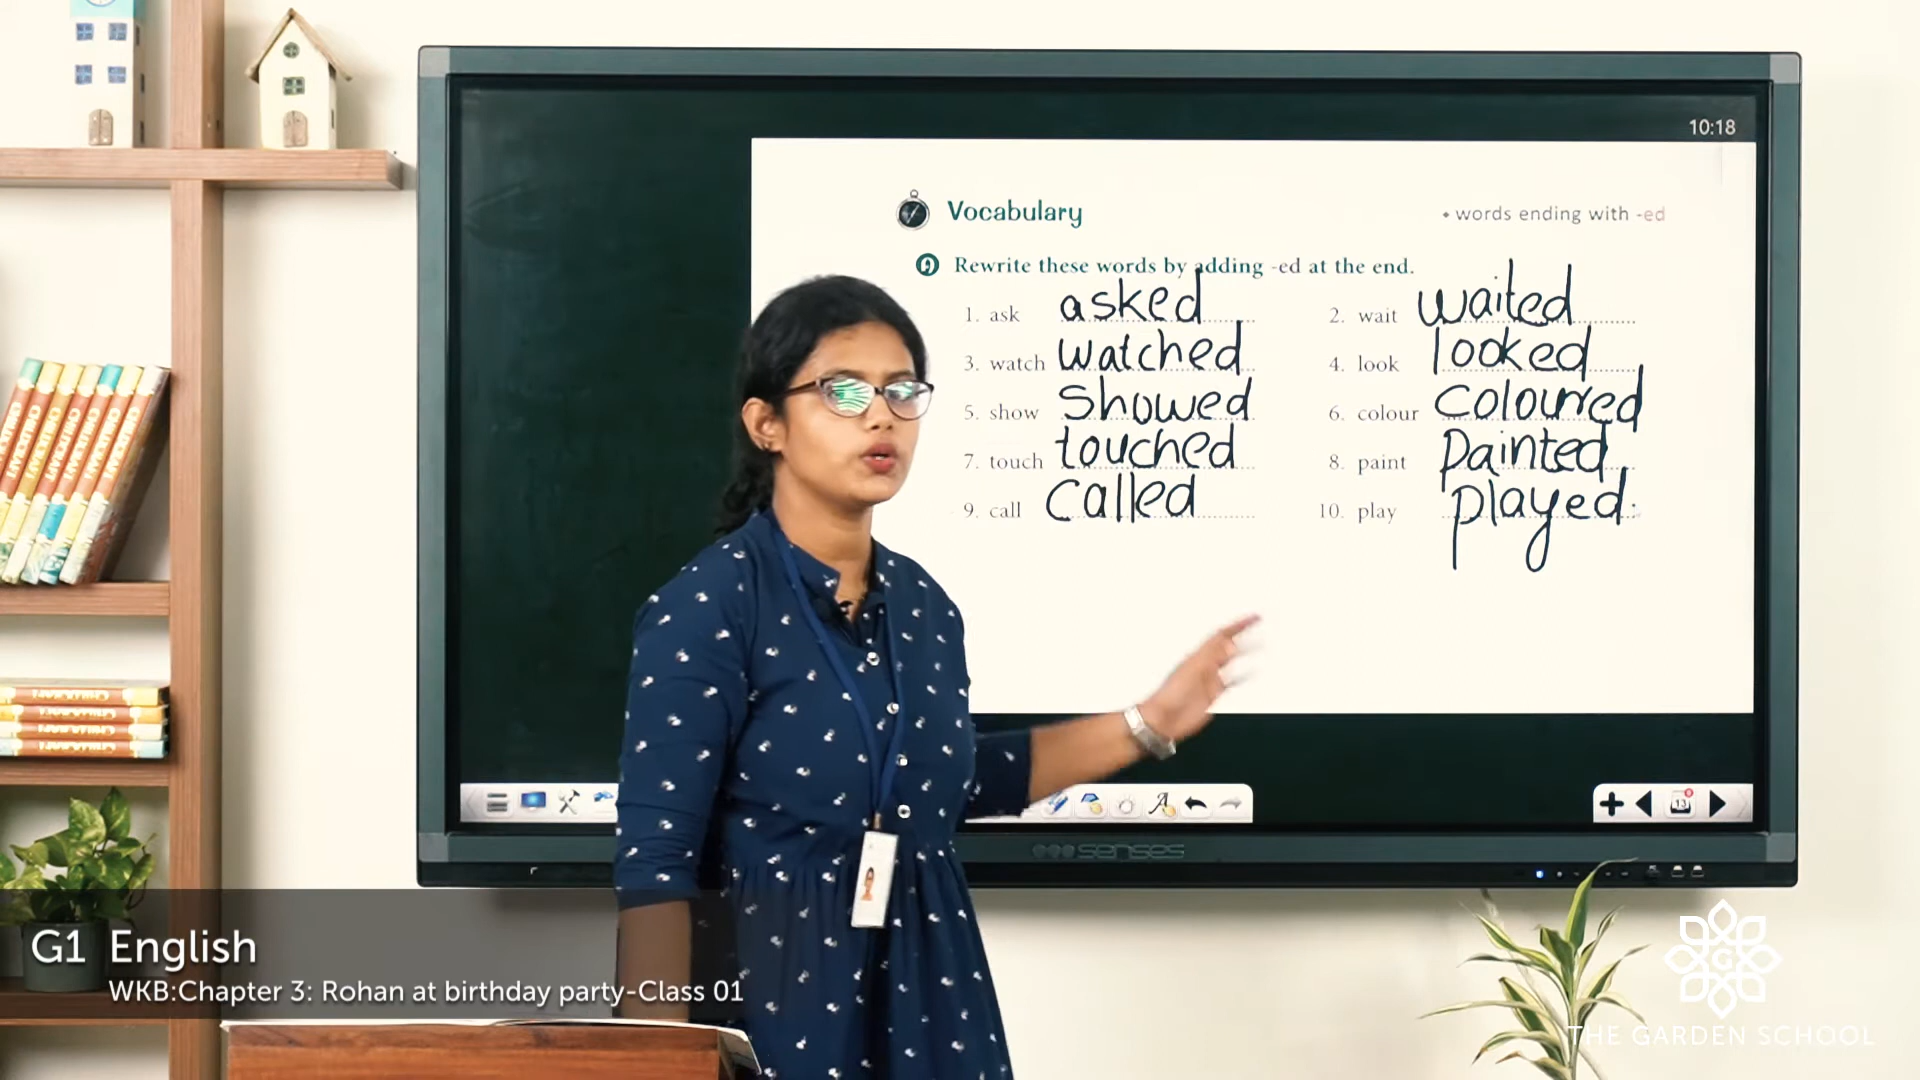 10:18
Vocabulary
• words ending with -ed
Rewrite these words by adding -ed at the end.
1. ask asked 2. wait waited
3. watch watched 4. look looked
5. show Showed 6. colour coloured
7. touch touched 8. paint painted
9. call called 10. play played.
13
senses
G1 English
WKB:Chapter 3: Rohan at birthday party-Class 01
G
THE GARDEN SCHOOL